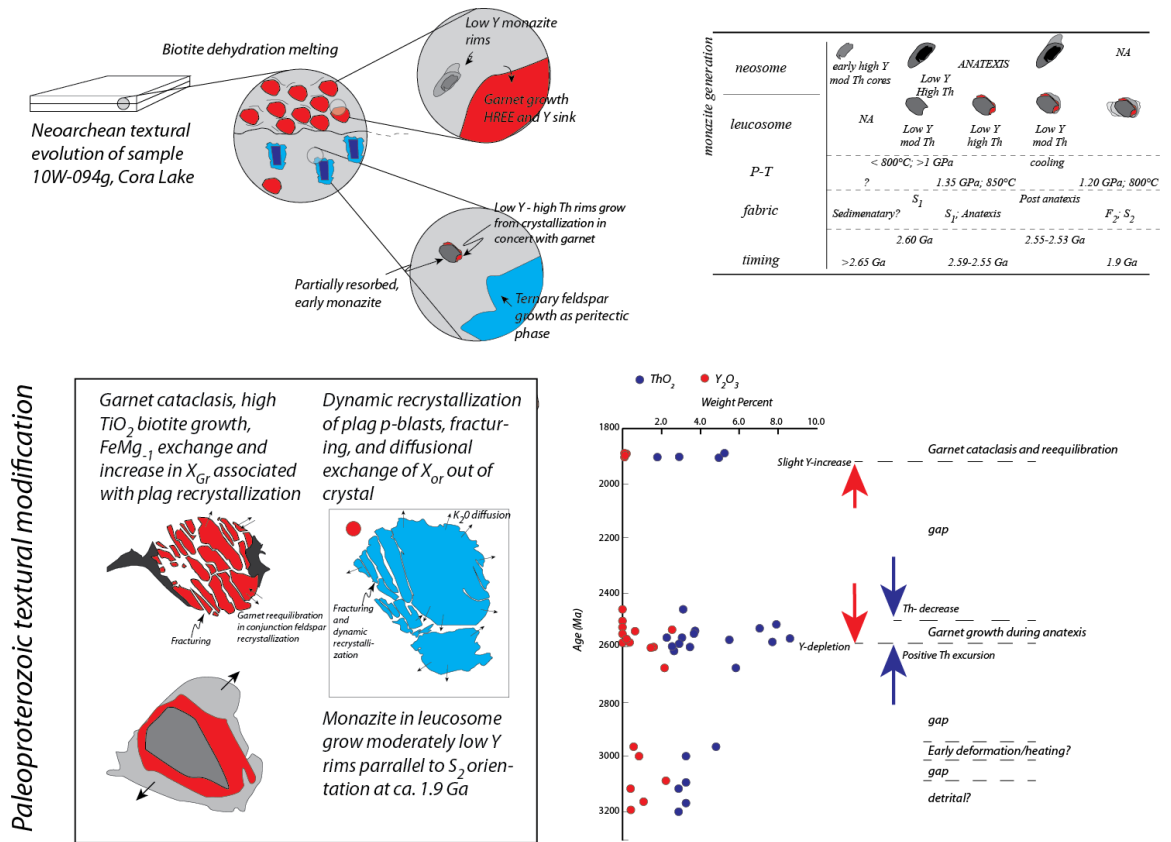 Biotite dehydration melting
Low Y monazite
rims
Garnet growth
HREE and Y sink
Neoarchean textural
evolution of sample
10W-094g, Cora Lake
Low Y - high Th rims grow
from crystallization in
concert with garnet
Partially resorbed,
early monazite
Ternary feldspar
growth as peritectic
phase
monazite generation
neosome
early high Y
mod Th cores
Low Y
High Th
ANATEXIS
NA
leucosome
NA
Low Y
mod Th
Low Y
high Th
Low Y
mod Th
P-T
< 800°C; >1 GPa
cooling
?
1.35 GPa; 850°C
1.20 GPa; 800°C
fabric
S1
Post anatexis
Sedimenatary?
S1; Anatexis
F2; S2
timing
2.60 Ga
2.55-2.53 Ga
>2.65 Ga
2.59-2.55 Ga
1.9 Ga
Paleoproterozoic textural modification
Garnet cataclasis, high
TiO2 biotite growth,
FeMg-1 exchange and
increase in XGr associated
with plag recrystallization
Fracturing
Garnet reequilibration
in conjunction feldspar
recrystallization
Dynamic recrystallization
of plag p-blasts, fractur-
ing, and diffusional
exchange of Xor out of
crystal
K20 diffusion
Fracturing
and
dynamic
recrystalli-
zation
Monazite in leucosome
grow moderately low Y
rims parrallel to S2 orien-
tation at ca. 1.9 Ga
ThO2
Y2O3
Weight Percent
2.0 4.0 6.0 8.0 10.0
Age (Ma)
1800
2000
2200
2400
2600
2800
3000
3200
Slight Y-increase
Garnet cataclasis and reequilibration
gap
Th- decrease
Garnet growth during anatexis
Y-depletion
Positive Th excursion
gap
Early deformation/heating?
gap
detrital?